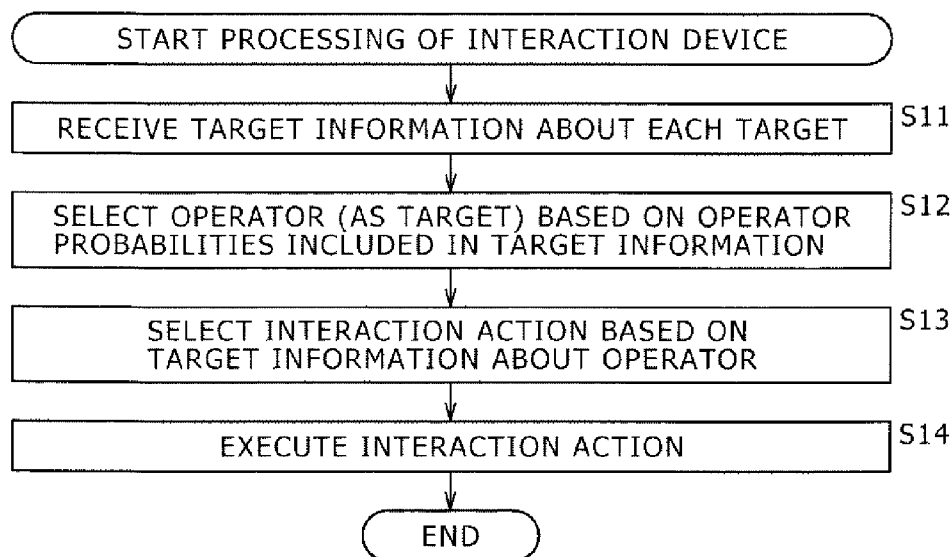 START PROCESSING OF INTERACTION DEVICE
RECEIVE TARGET INFORMATION ABOUT EACH TARGET
S11
SELECT OPERATOR (AS TARGET) BASED ON OPERATOR
PROBABILITIES INCLUDED IN TARGET INFORMATION
S12
SELECT INTERACTION ACTION BASED ON
TARGET INFORMATION ABOUT OPERATOR
S13
EXECUTE INTERACTION ACTION
S14
END